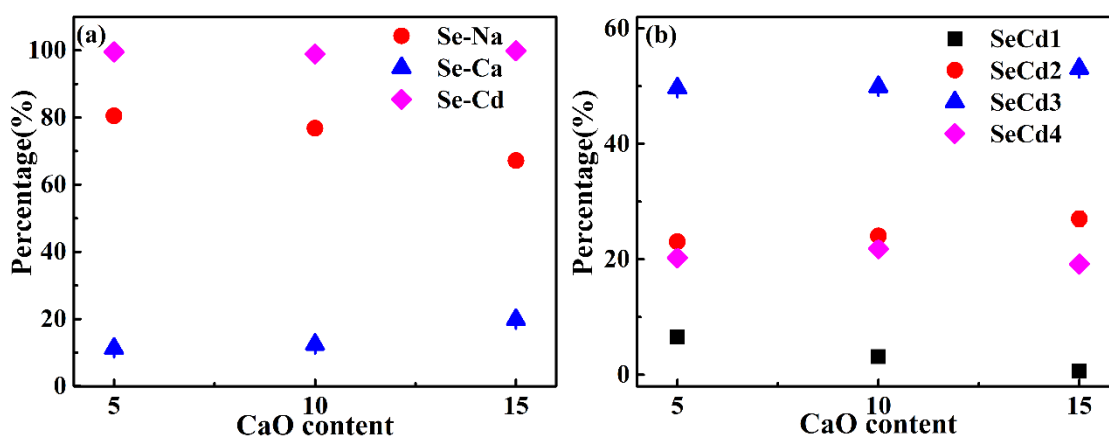 (a)
Se-Na
Se-Ca
Se-Cd
Percentage(%)
100
80
60
40
20
0
5 10 15
CaO content
(b)
SeCd1
SeCd2
SeCd3
SeCd4
Percentage(%)
60
40
20
0
5 10 15
CaO content